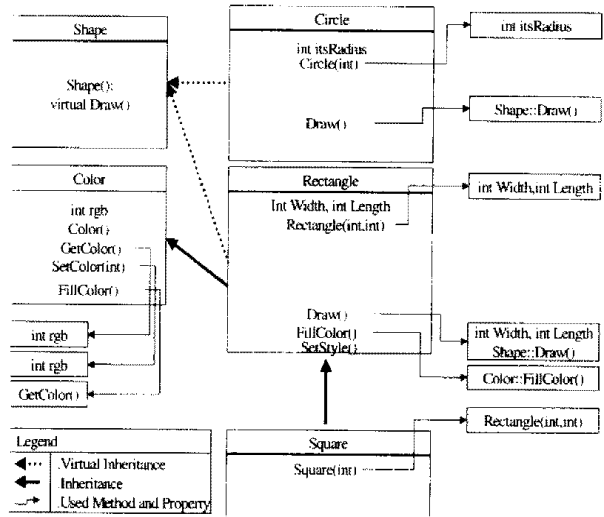 Shape
Shape():
virtual Draw()
Circle
int itsRadius
Circle(int)
Draw()
int itsRadius
Shape::Draw()
Color
int rgb
Color()
GetColor()
SetColor(int)
FillColor()
int rgb
int rgb
GetColor()
Rectangle
Int Width, int Length
Rectangle(int,int)
Draw()
FillColor()
SetStyle()
int Width,int Length
int Width, int Length
Shape::Draw()
Color::FillColor()
Square
Square(int)
Rectangle(int,int)
Legend
.Virtual Inheritance
.Inheritance
.Used Method and Property